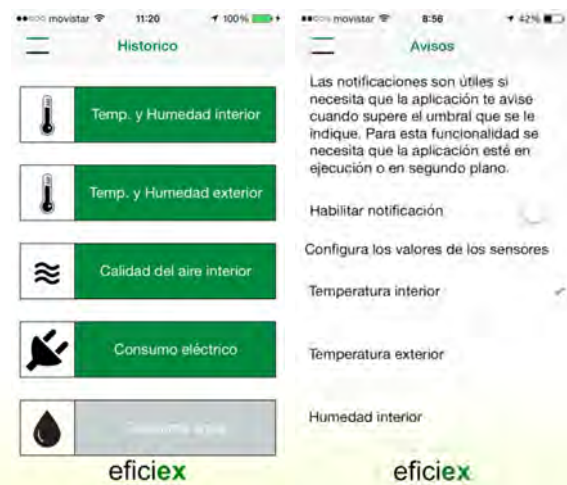 movistar 11:20 100%
Historico
Temp. y Humedad interior
Temp. y Humedad exterior
Calidad del aire interior
Consumo eléctrico
eficiex
movistar 8:56 42%
Avisos
Las notificaciones son útiles si
necesita que la aplicación te avise
cuando supere el umbral que se le
indique. Para esta funcionalidad se
necesita que la aplicación esté en
ejecución o en segundo plano.
Habilitar notificación
Configura los valores de los sensores
Temperatura interior
Temperatura exterior
Humedad interior
eficiex